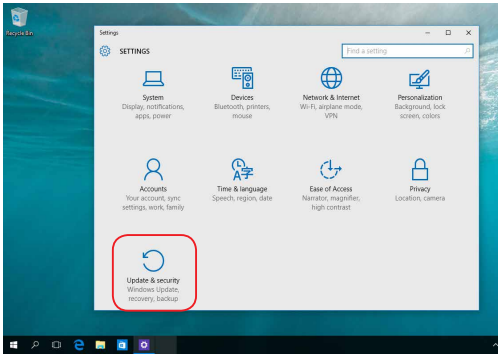 Recycle Bin
Settings
SETTINGS
Find a setting
System
Display, notifications,
apps, power
Devices
Bluetooth, printers,
mouse
Network & Internet
Wi-Fi, airplane mode,
VPN
Personalization
Background, lock
screen, colors
Accounts
Your account, sync
settings, work, family
Time & language
Speech, region, date
Ease of Access
Narrator, magnifier,
high contrast
Privacy
Location, camera
Update & security
Windows Update,
recovery, backup